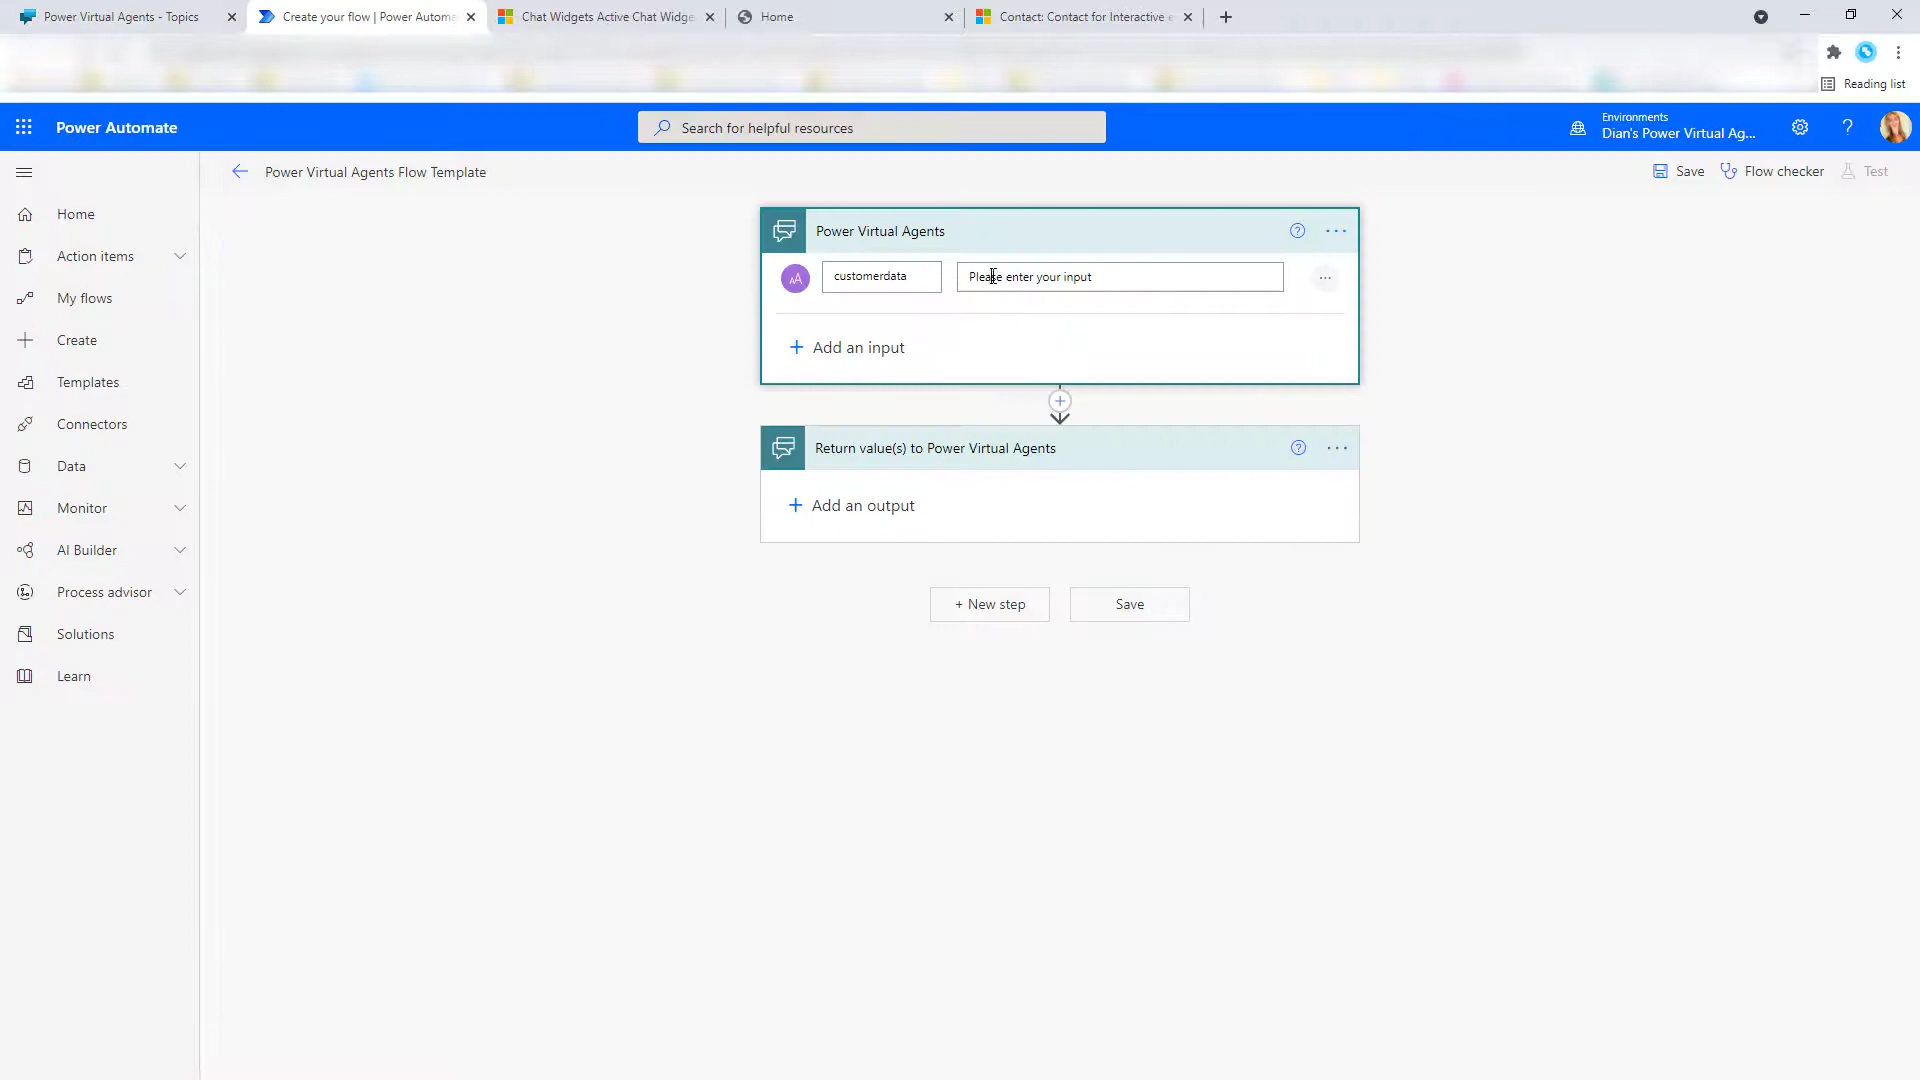 Power Virtual Agents - Topics
Create your flow | Power Automa
Chat Widgets Active Chat Widge
Home
Contact: Contact for Interactive e
Reading list
Power Automate
Search for helpful resources
Environments
Dian's Power Virtual Ag...
Power Virtual Agents Flow Template
Save
Flow checker
Test
Home
Action items
My flows
Create
Templates
Connectors
Data
Monitor
AI Builder
Process advisor
Solutions
Learn
Power Virtual Agents
customerdata
Please enter your input
+ Add an input
Return value(s) to Power Virtual Agents
+ Add an output
+ New step
Save